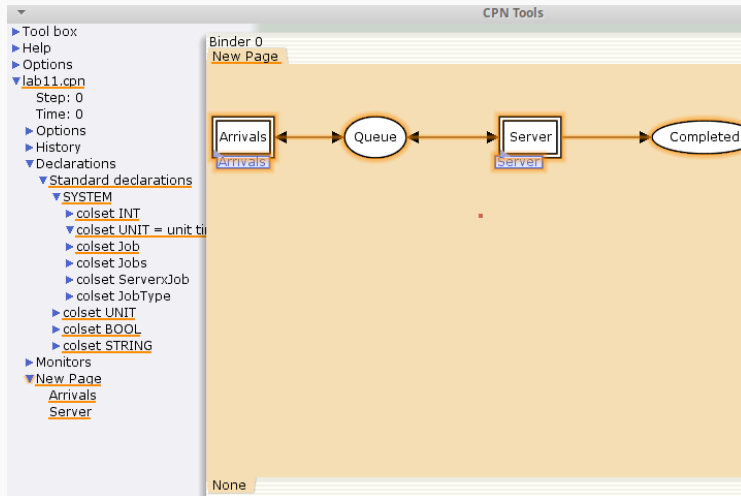 CPN Tools
Tool box
Help
Options
lab11.cpn
Step: 0
Time: 0
Options
History
Declarations
Standard declarations
SYSTEM
colset INT
colset UNIT = unit ti
colset Job
colset Jobs
colset ServerxJob
colset JobType
colset UNIT
colset BOOL
colset STRING
Monitors
New Page
Arrivals
Server
Binder 0
New Page
Arrivals
Queue
Server
Completed
Arrivals
Server
None